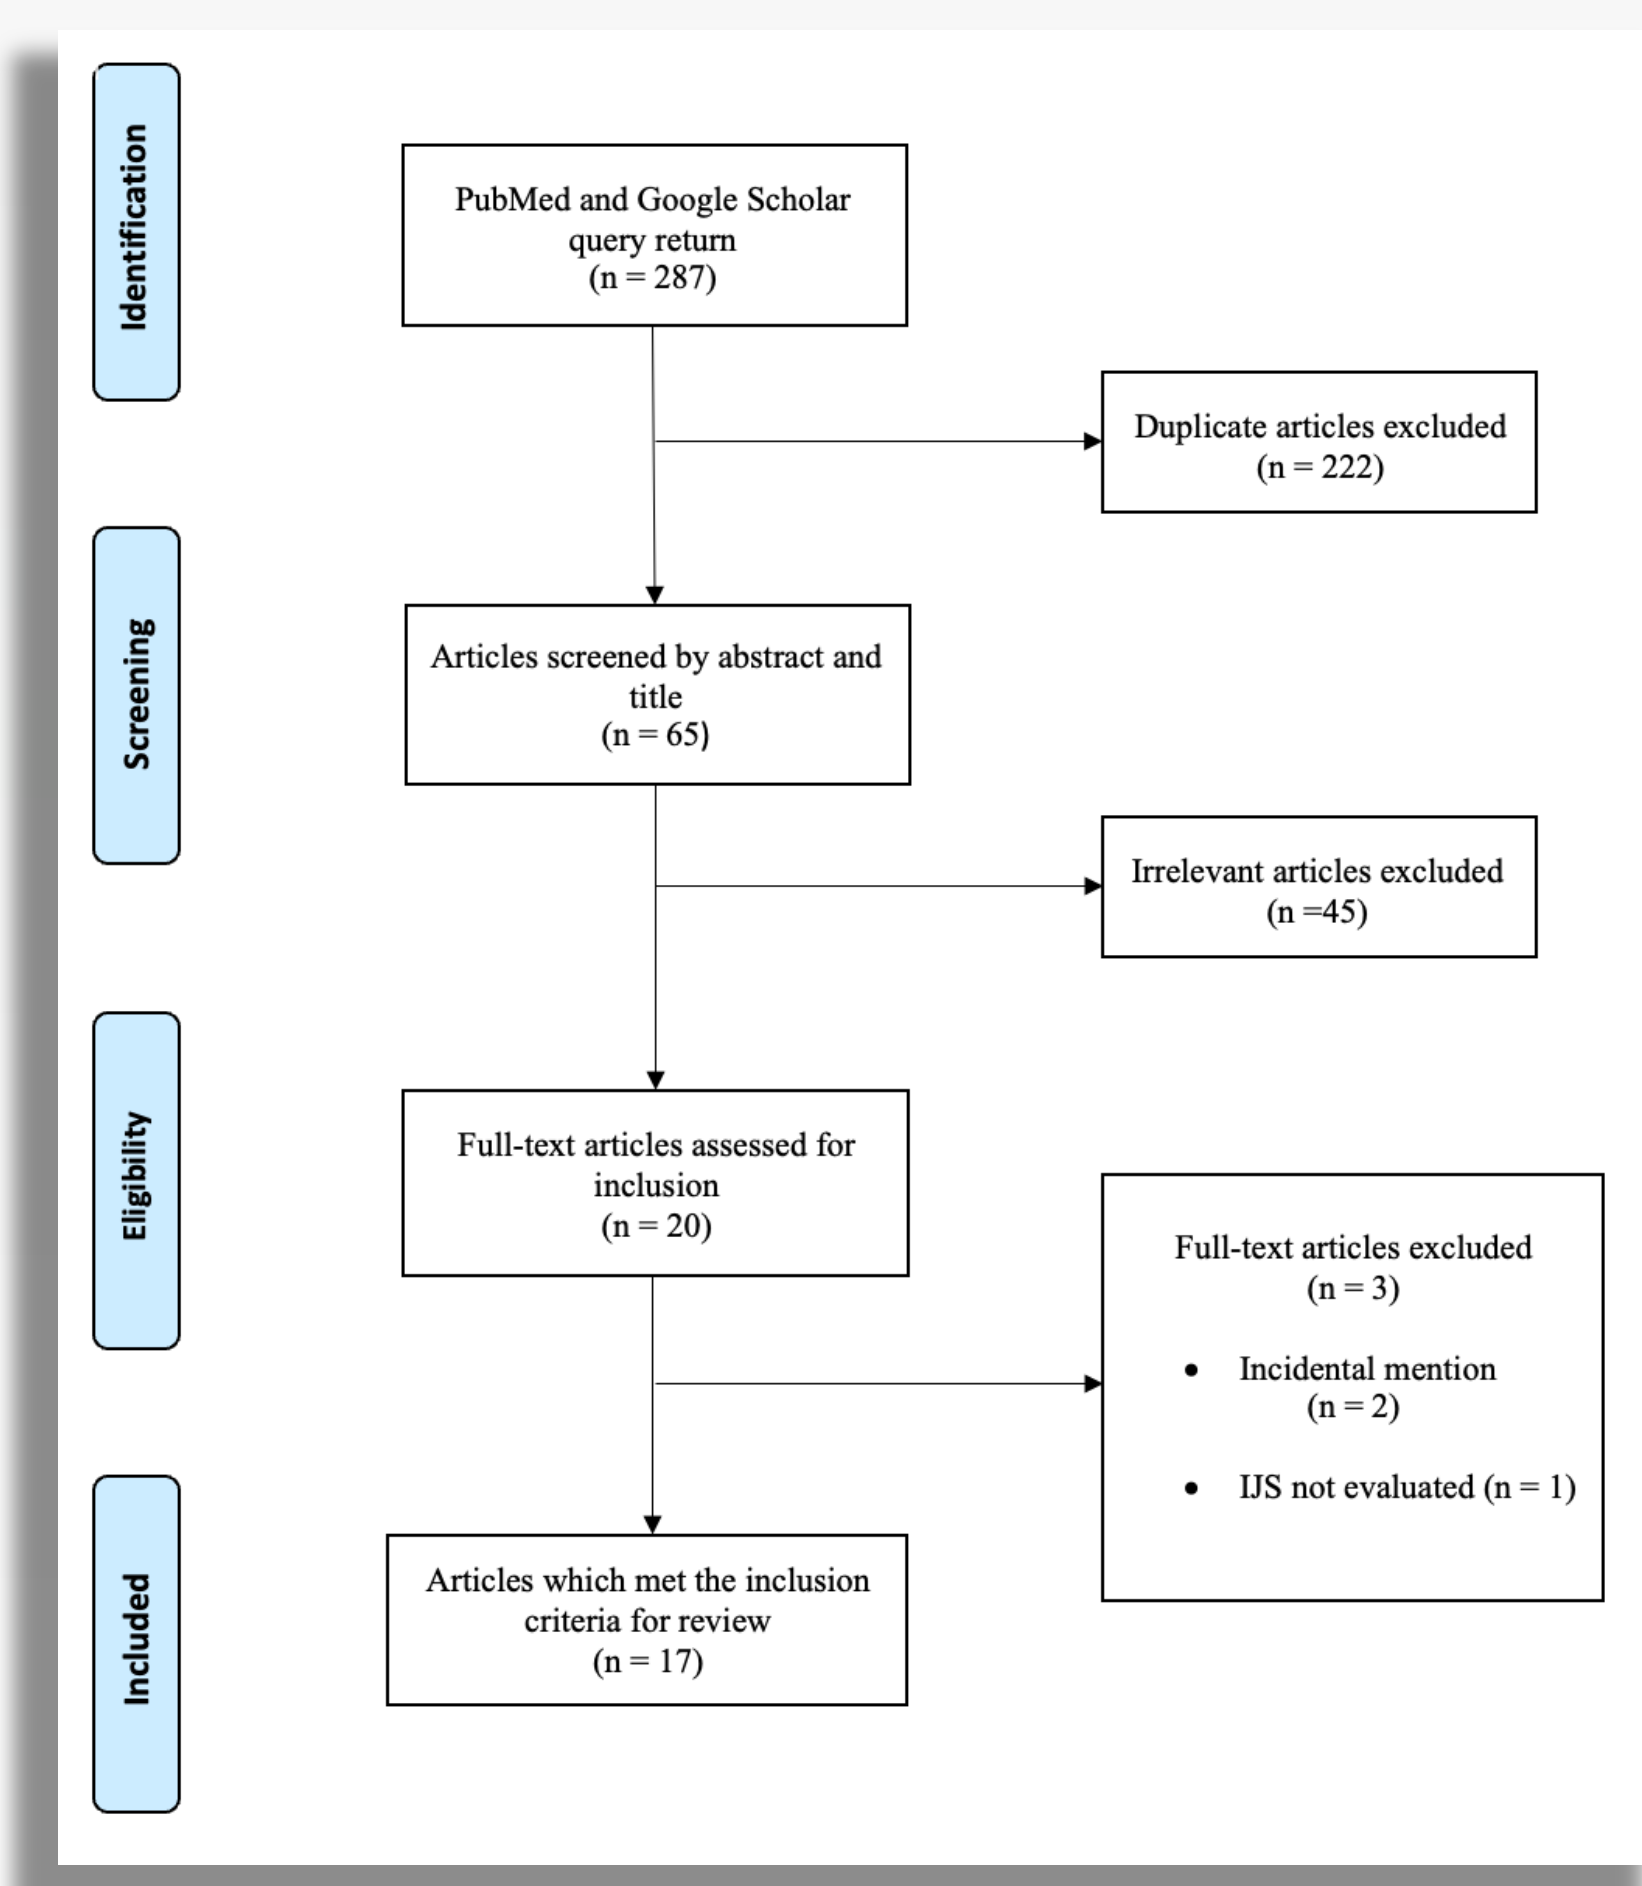 Identification
PubMed and Google Scholar
query return
(n = 287)
Duplicate articles excluded
(n = 222)
Screening
Articles screened by abstract and
title
(n = 65)
Irrelevant articles excluded
(n =45)
Eligibility
Full-text articles assessed for
inclusion
(n = 20)
Full-text articles excluded
(n = 3)
• Incidental mention
(n = 2)
• IJS not evaluated (n = 1)
Included
Articles which met the inclusion
criteria for review
(n = 17)